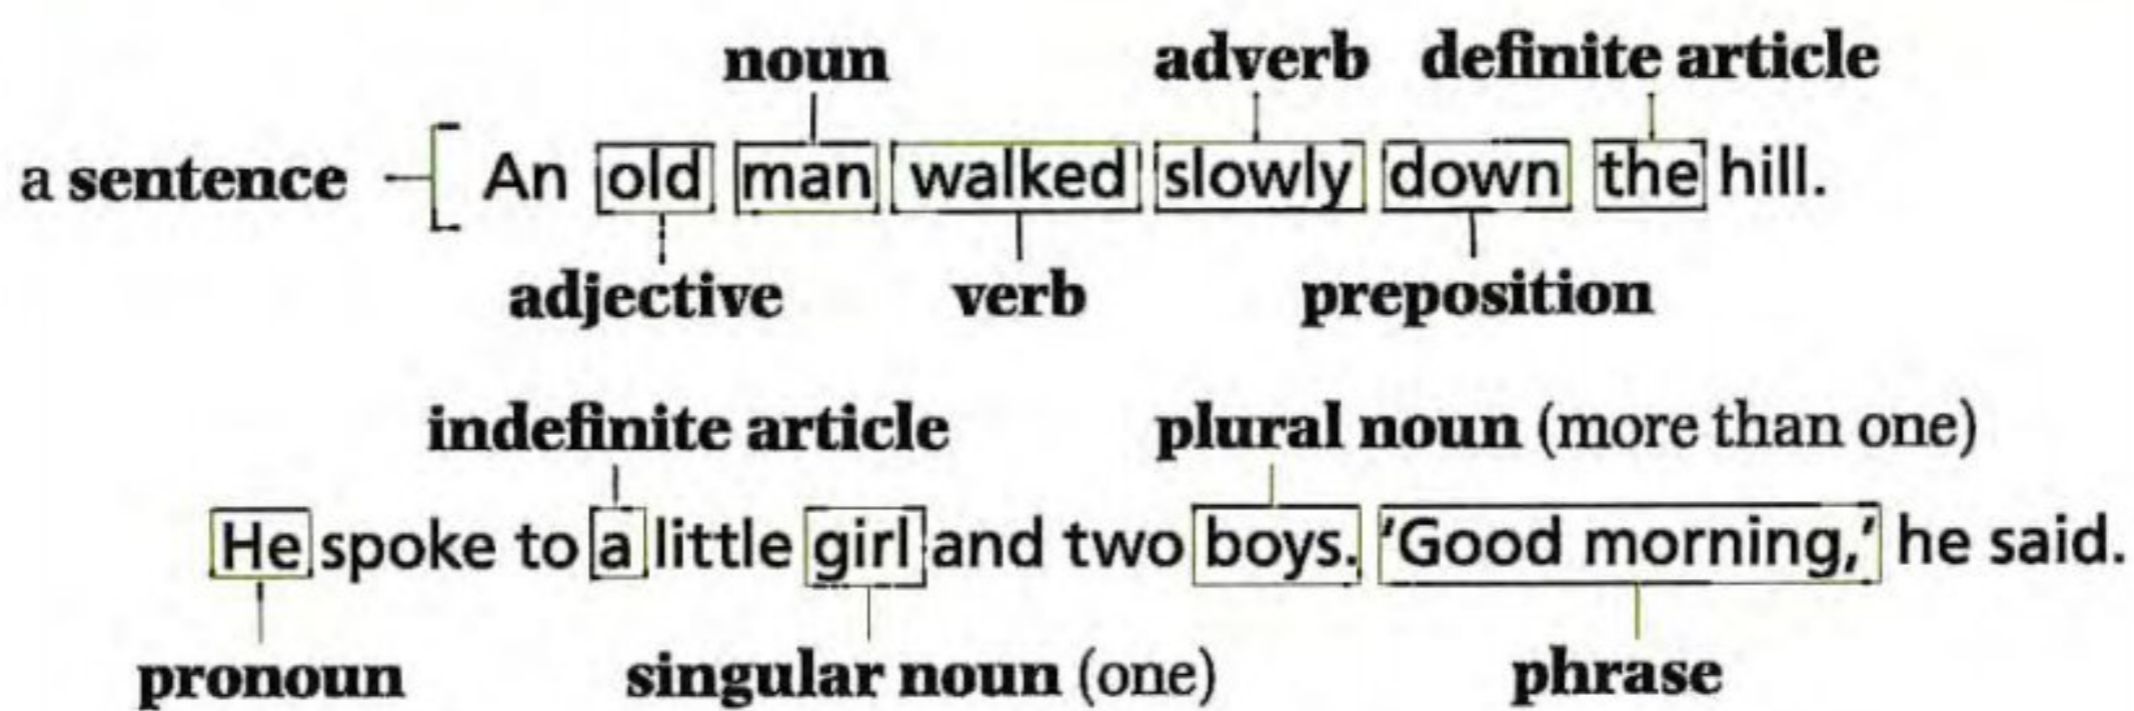 noun adverb definite article
a sentence An old man walked slowly down the hill.
adjective verb preposition
indefinite article plural noun (more than one)
He spoke to a little girl and two boys. 'Good morning,' he said.
pronoun singular noun (one) phrase